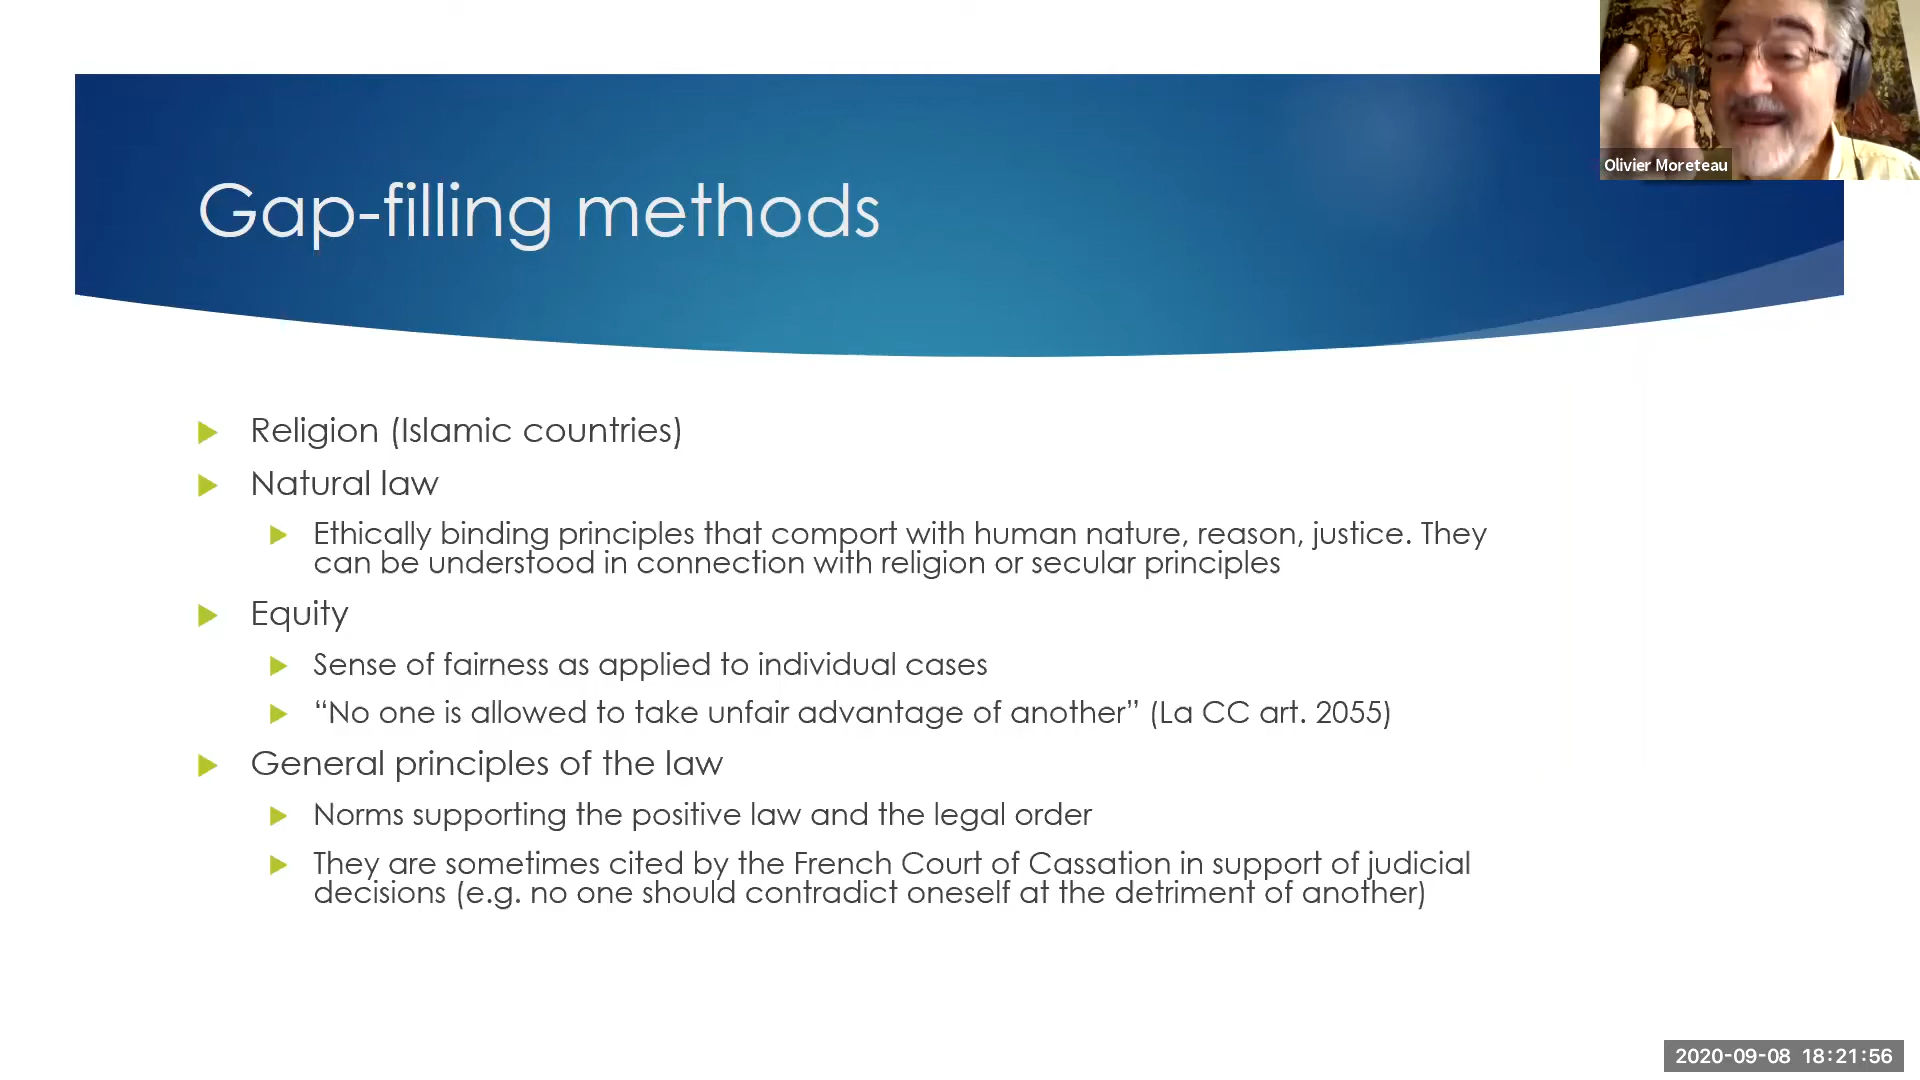 Olivier Moreteau
Gap-filling methods
Religion (Islamic countries)
Natural law
Ethically binding principles that comport with human nature, reason, justice. They
can be understood in connection with religion or secular principles
Equity
Sense of fairness as applied to individual cases
“No one is allowed to take unfair advantage of another” (La CC art. 2055)
General principles of the law
Norms supporting the positive law and the legal order
They are sometimes cited by the French Court of Cassation in support of judicial
decisions (e.g. no one should contradict oneself at the detriment of another)
2020-09-08 18:21:56